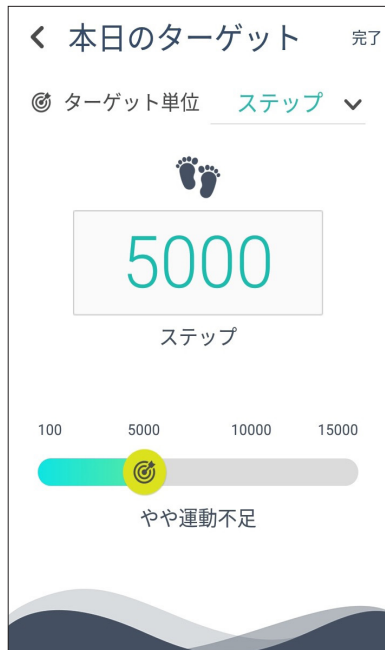 本日のターゲット 完了
ターゲット単位 ステップ
5000
ステップ
100 5000 10000 15000
やや運動不足